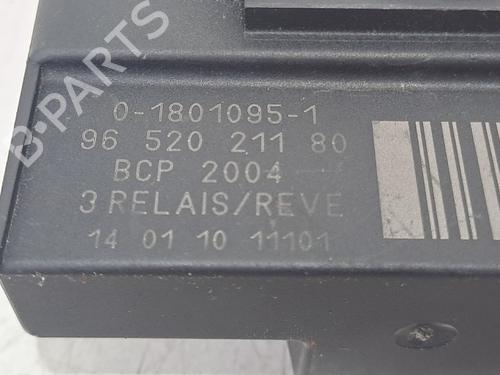 0-1801095-1
96 520 211 80
BCP 2004
3 RELAIS/REVE
14 01 10 11101
B-PARTS